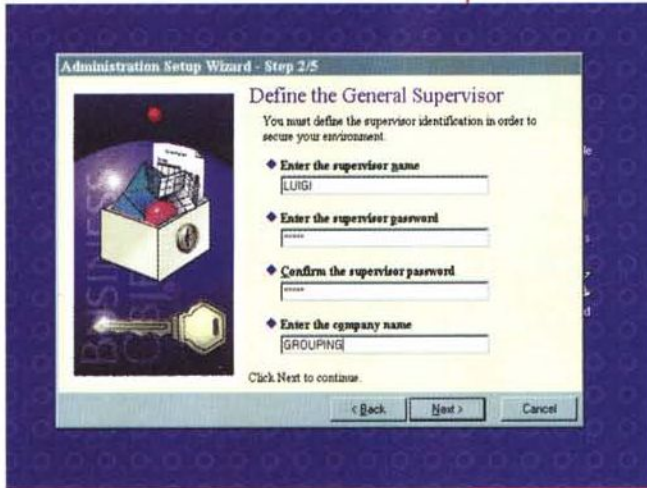 Administration Setup Wizard - Step 2/5
Define the General Supervisor
You must define the supervisor identification in order to
secure your environment.
Enter the supervisor name
LUIGI
Enter the supervisor password
*****
Confirm the supervisor password
*****
Enter the company name
GROUPING
Click Next to continue.
< Back
Next >
Cancel
BUSINESS